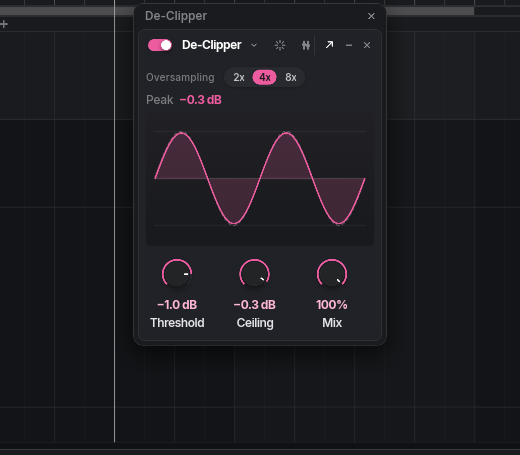 De-Clipper
De-Clipper
Oversampling 2x 4x 8x
Peak −0.3 dB
−1.0 dB −0.3 dB 100%
Threshold Ceiling Mix